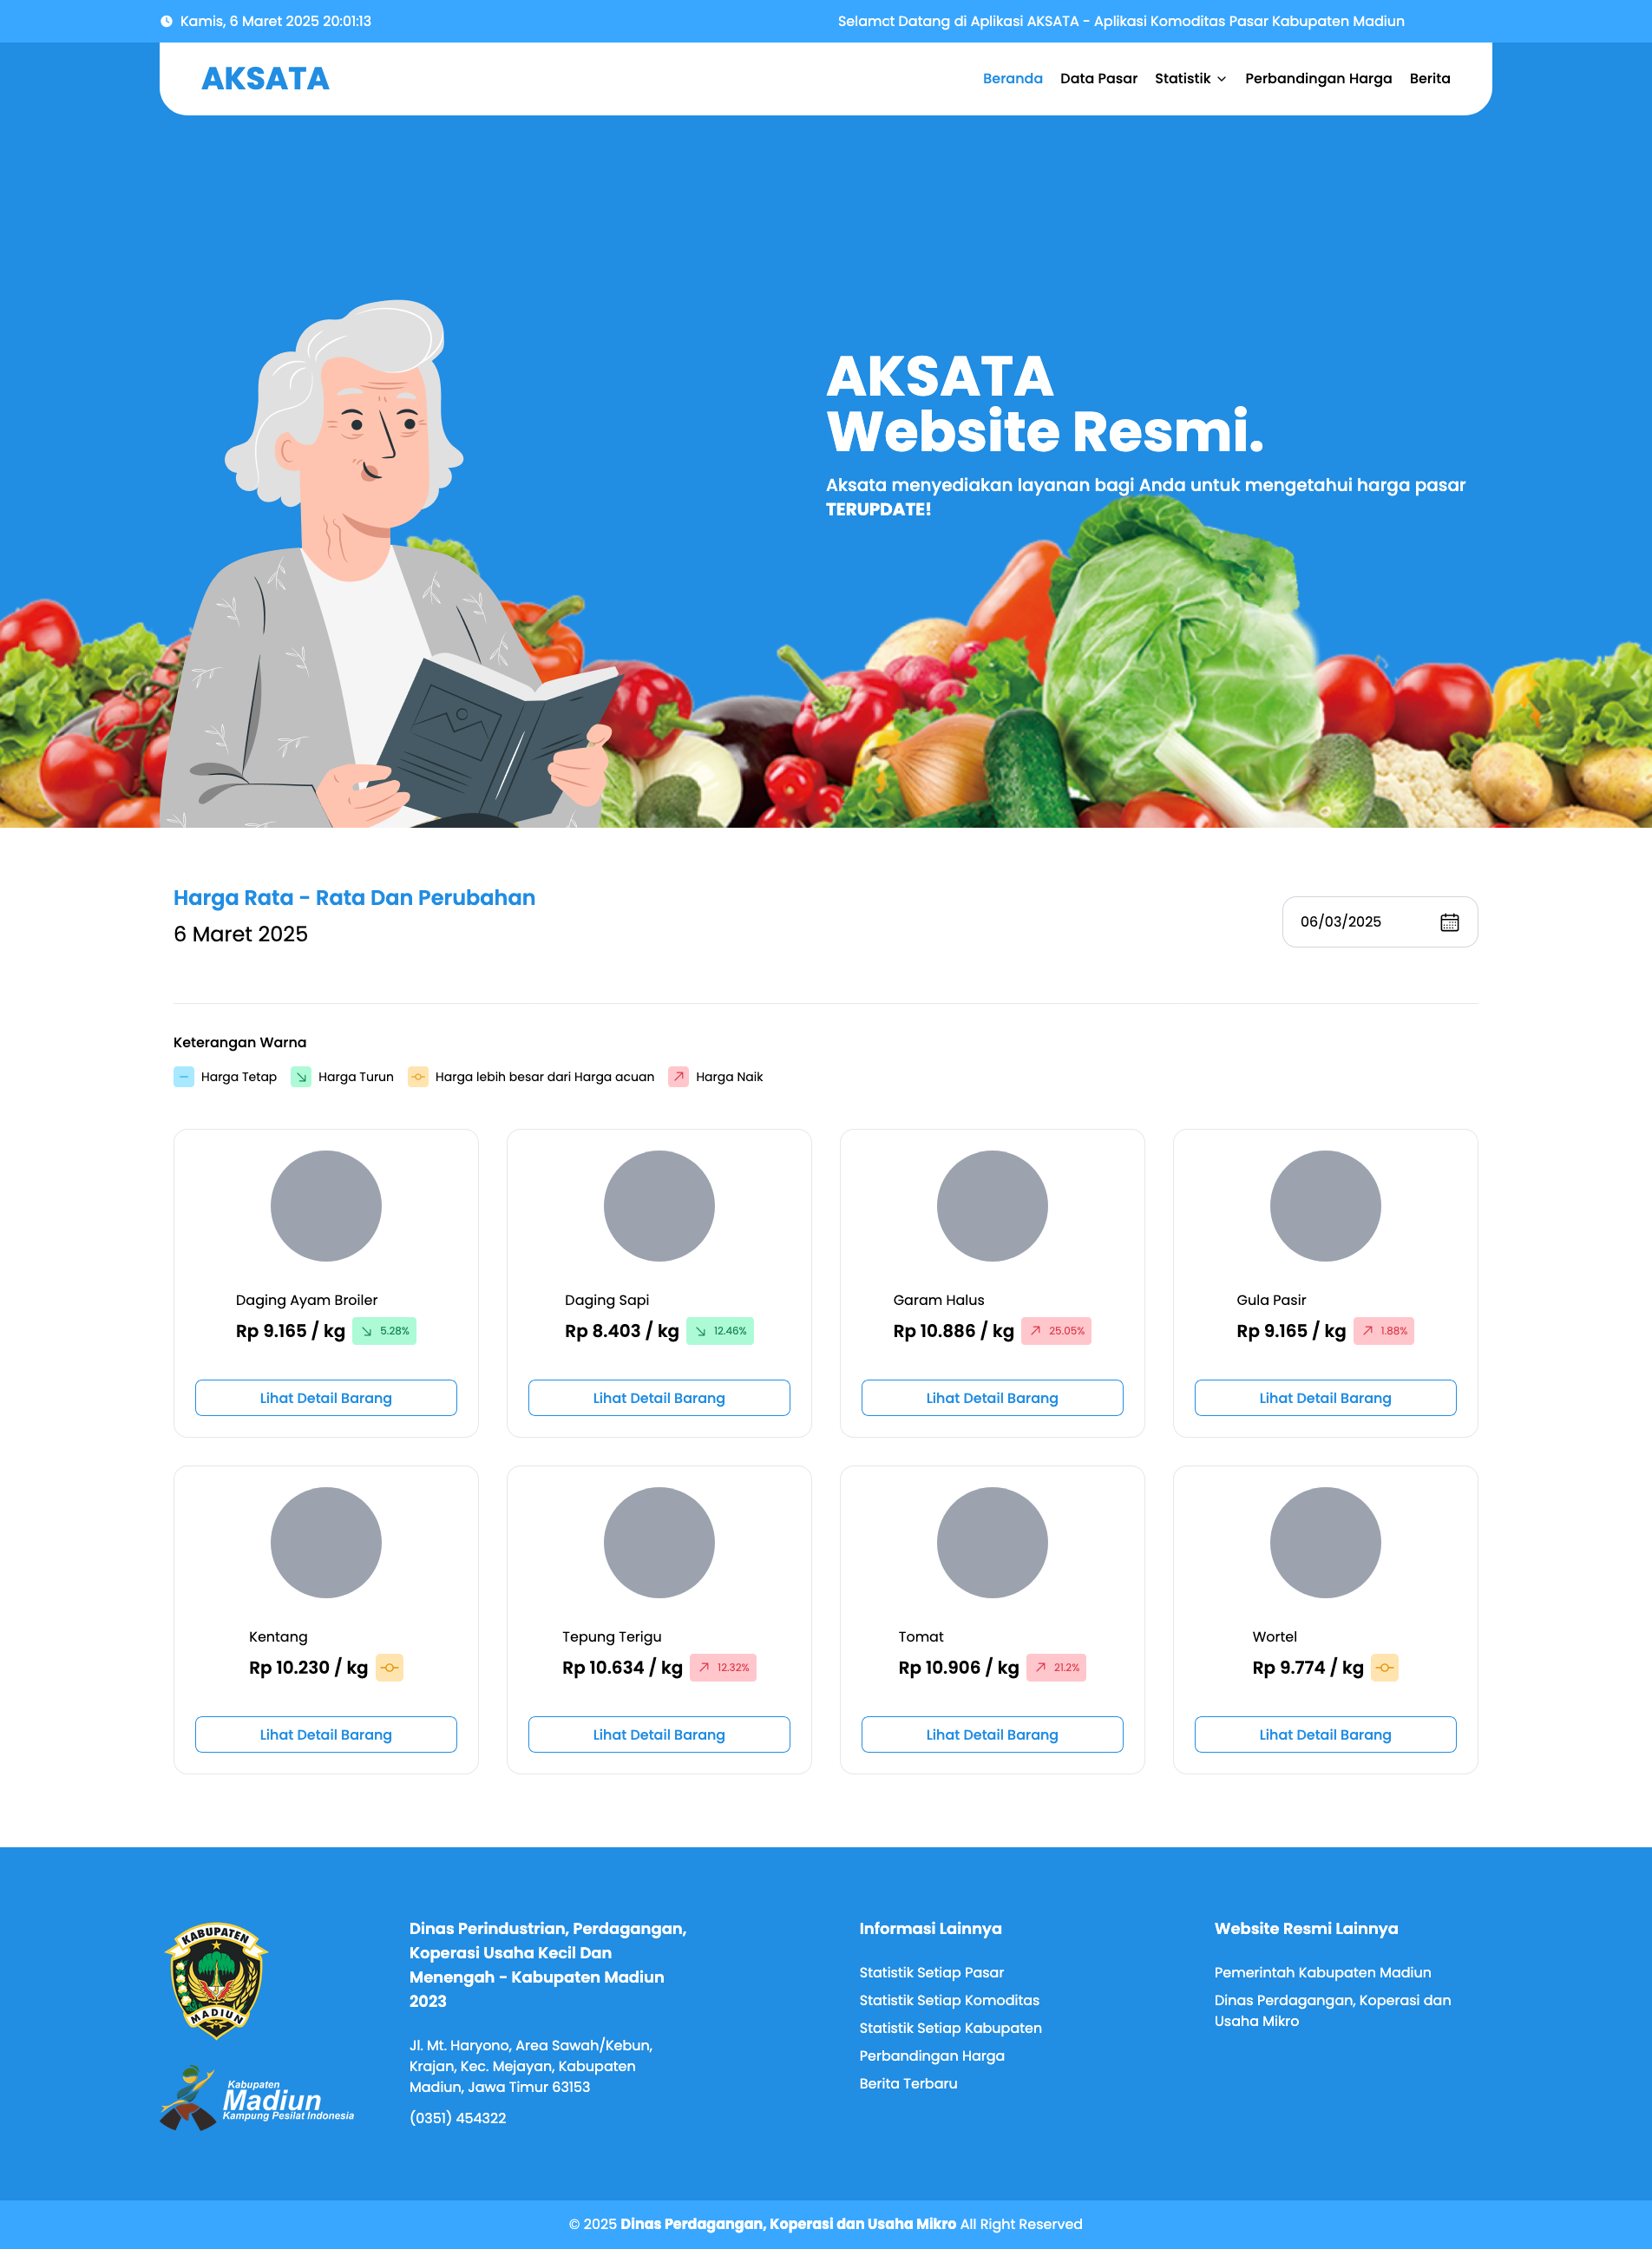 Kamis, 6 Maret 2025 20:01:13
Selamat Datang di Aplikasi AKSATA - Aplikasi Komoditas Pasar Kabupaten Madiun
AKSATA
Beranda
Data Pasar
Statistik
Perbandingan Harga
Berita
AKSATA
Website Resmi.
Aksata menyediakan layanan bagi Anda untuk mengetahui harga pasar
TERUPDATE!
Harga Rata - Rata Dan Perubahan
6 Maret 2025
06/03/2025
Keterangan Warna
Harga Tetap
Harga Turun
Harga lebih besar dari Harga acuan
Harga Naik
Daging Ayam Broiler
Rp 9.165 / kg
5.28%
Lihat Detail Barang
Daging Sapi
Rp 8.403 / kg
12.46%
Lihat Detail Barang
Garam Halus
Rp 10.886 / kg
25.05%
Lihat Detail Barang
Gula Pasir
Rp 9.165 / kg
1.88%
Lihat Detail Barang
Kentang
Rp 10.230 / kg
Lihat Detail Barang
Tepung Terigu
Rp 10.634 / kg
12.32%
Lihat Detail Barang
Tomat
Rp 10.906 / kg
21.2%
Lihat Detail Barang
Wortel
Rp 9.774 / kg
Lihat Detail Barang
KABUPATEN
MADIUN
Kabupaten
Madiun
Kampung Pesilat Indonesia
Dinas Perindustrian, Perdagangan,
Koperasi Usaha Kecil Dan
Menengah - Kabupaten Madiun
2023
Jl. Mt. Haryono, Area Sawah/Kebun,
Krajan, Kec. Mejayan, Kabupaten
Madiun, Jawa Timur 63153
(0351) 454322
Informasi Lainnya
Statistik Setiap Pasar
Statistik Setiap Komoditas
Statistik Setiap Kabupaten
Perbandingan Harga
Berita Terbaru
Website Resmi Lainnya
Pemerintah Kabupaten Madiun
Dinas Perdagangan, Koperasi dan
Usaha Mikro
© 2025 Dinas Perdagangan, Koperasi dan Usaha Mikro All Right Reserved